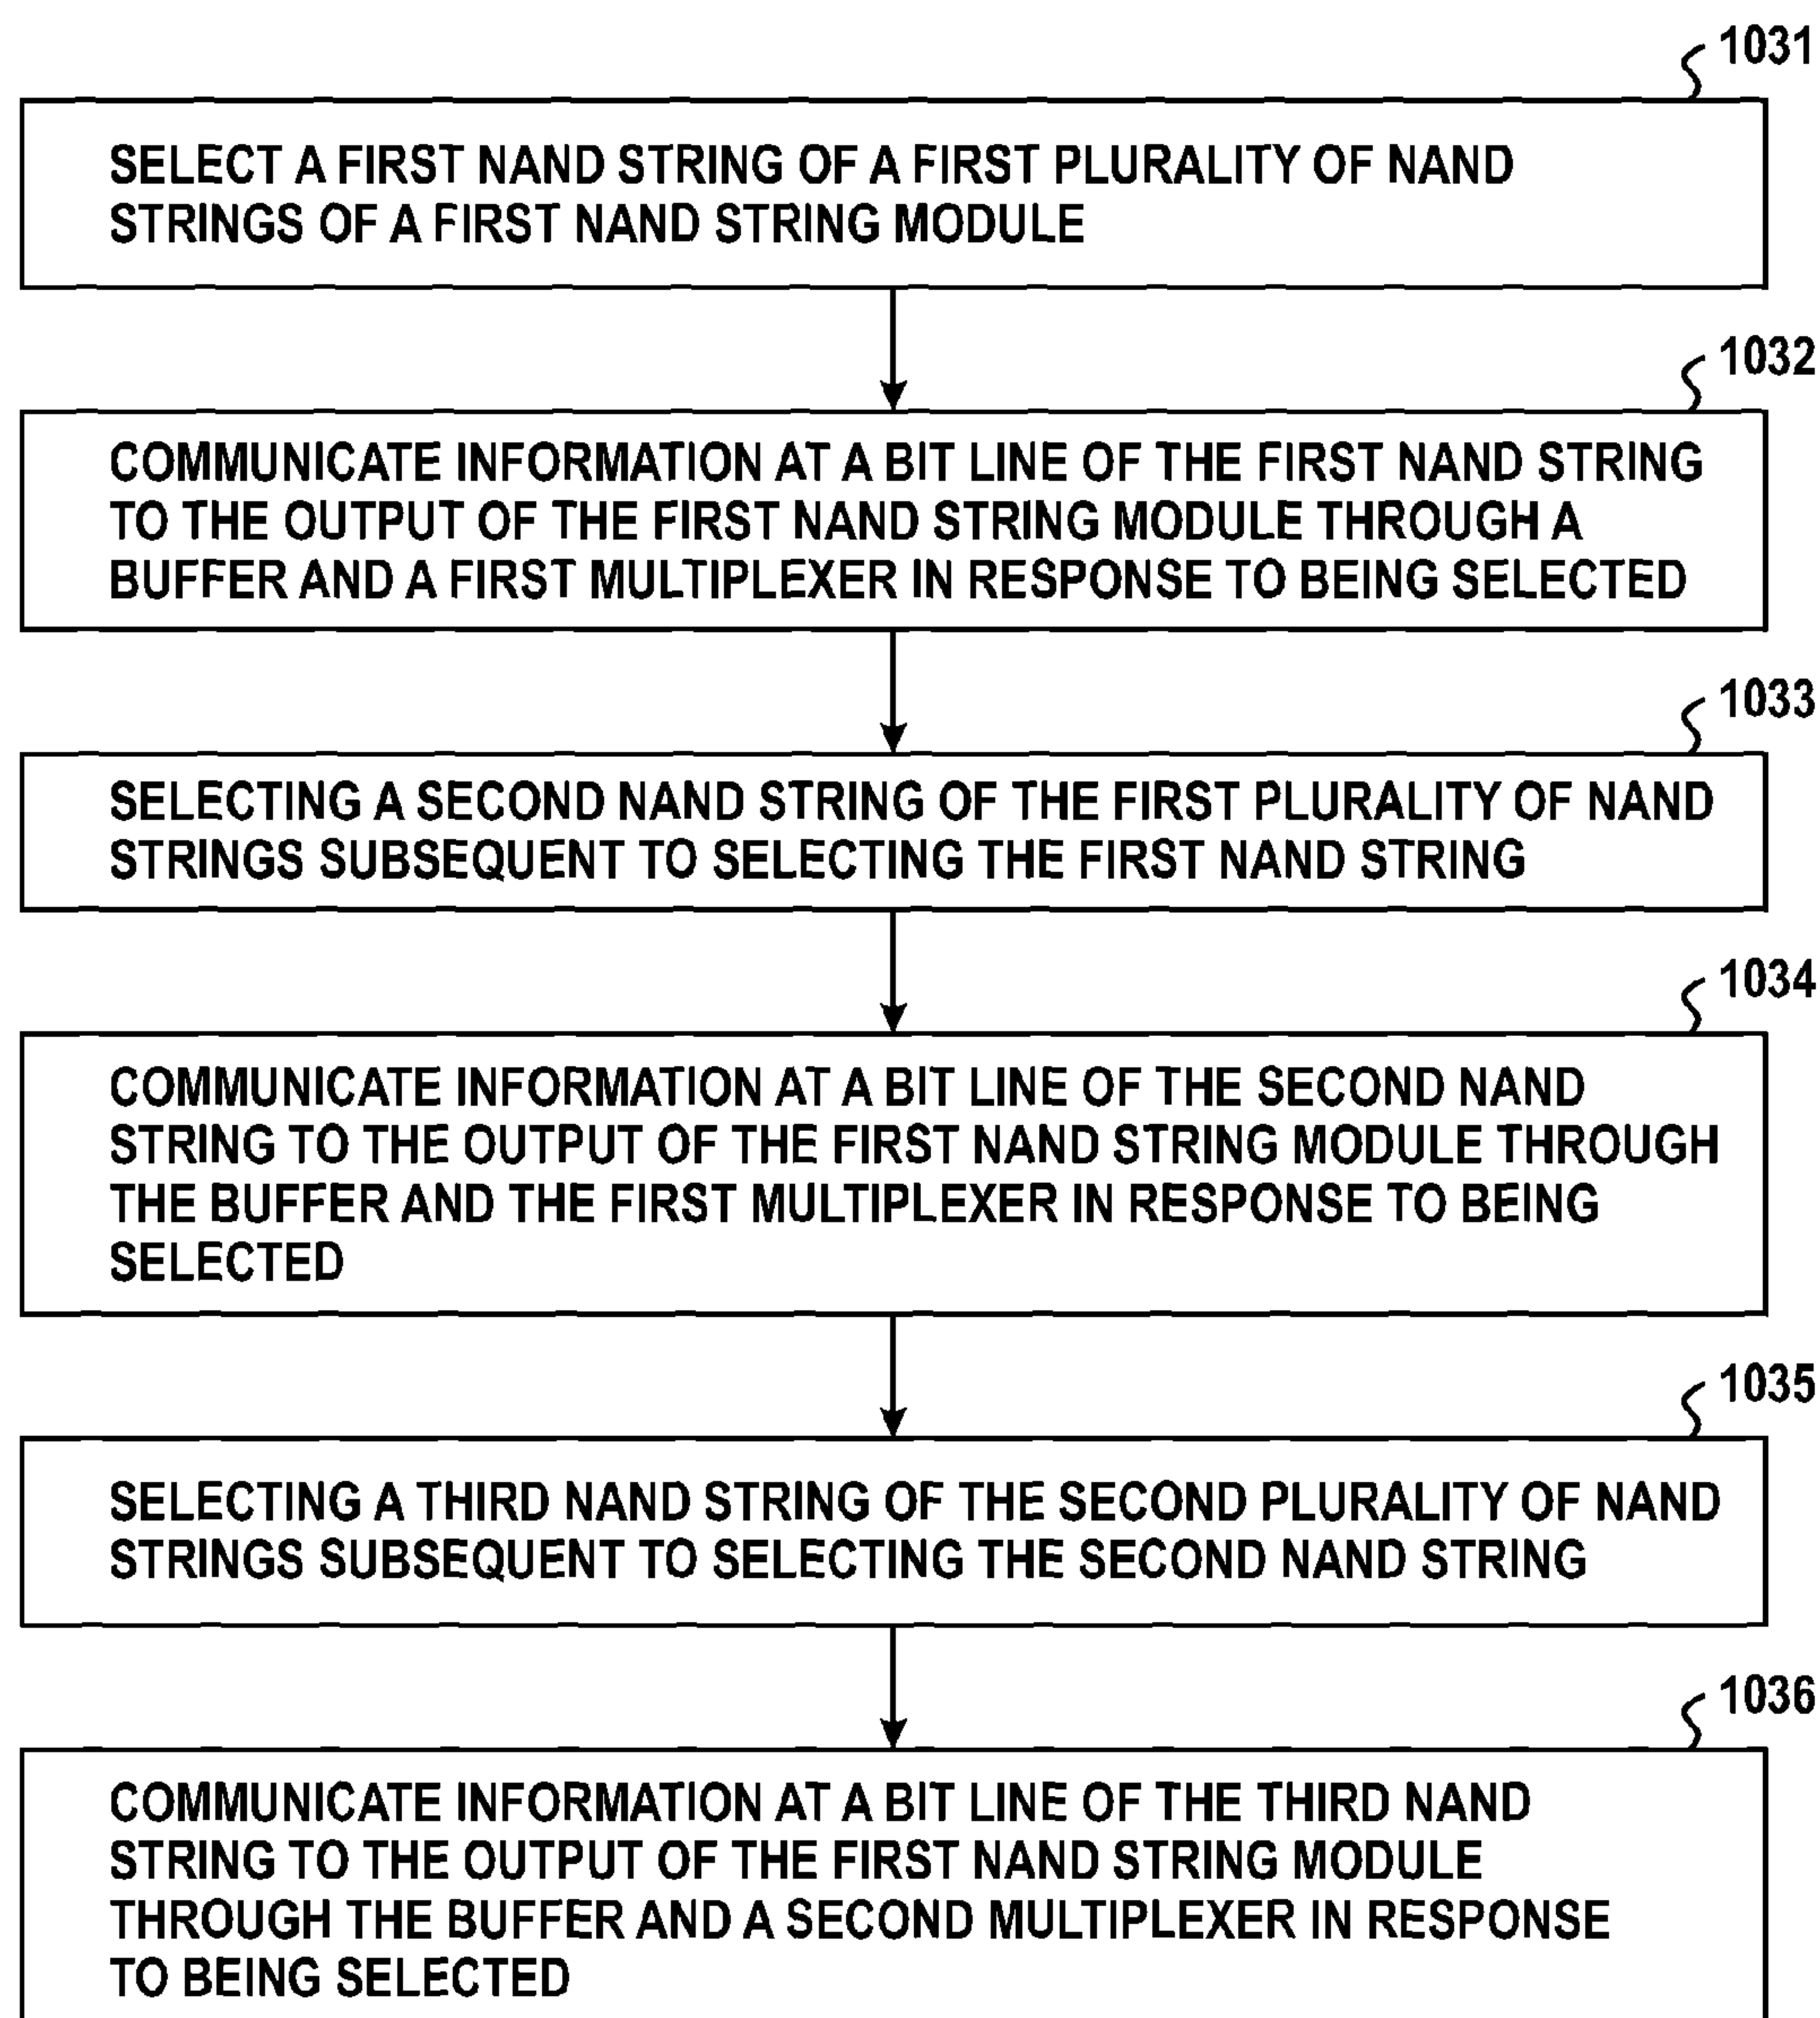 1031
SELECT A FIRST NAND STRING OF A FIRST PLURALITY OF NAND
STRINGS OF A FIRST NAND STRING MODULE
1032
COMMUNICATE INFORMATION AT A BIT LINE OF THE FIRST NAND STRING
TO THE OUTPUT OF THE FIRST NAND STRING MODULE THROUGH A
BUFFER AND A FIRST MULTIPLEXER IN RESPONSE TO BEING SELECTED
1033
SELECTING A SECOND NAND STRING OF THE FIRST PLURALITY OF NAND
STRINGS SUBSEQUENT TO SELECTING THE FIRST NAND STRING
1034
COMMUNICATE INFORMATION AT A BIT LINE OF THE SECOND NAND
STRING TO THE OUTPUT OF THE FIRST NAND STRING MODULE THROUGH
THE BUFFER AND THE FIRST MULTIPLEXER IN RESPONSE TO BEING
SELECTED
1035
SELECTING A THIRD NAND STRING OF THE SECOND PLURALITY OF NAND
STRINGS SUBSEQUENT TO SELECTING THE SECOND NAND STRING
1036
COMMUNICATE INFORMATION AT A BIT LINE OF THE THIRD NAND
STRING TO THE OUTPUT OF THE FIRST NAND STRING MODULE
THROUGH THE BUFFER AND A SECOND MULTIPLEXER IN RESPONSE
TO BEING SELECTED